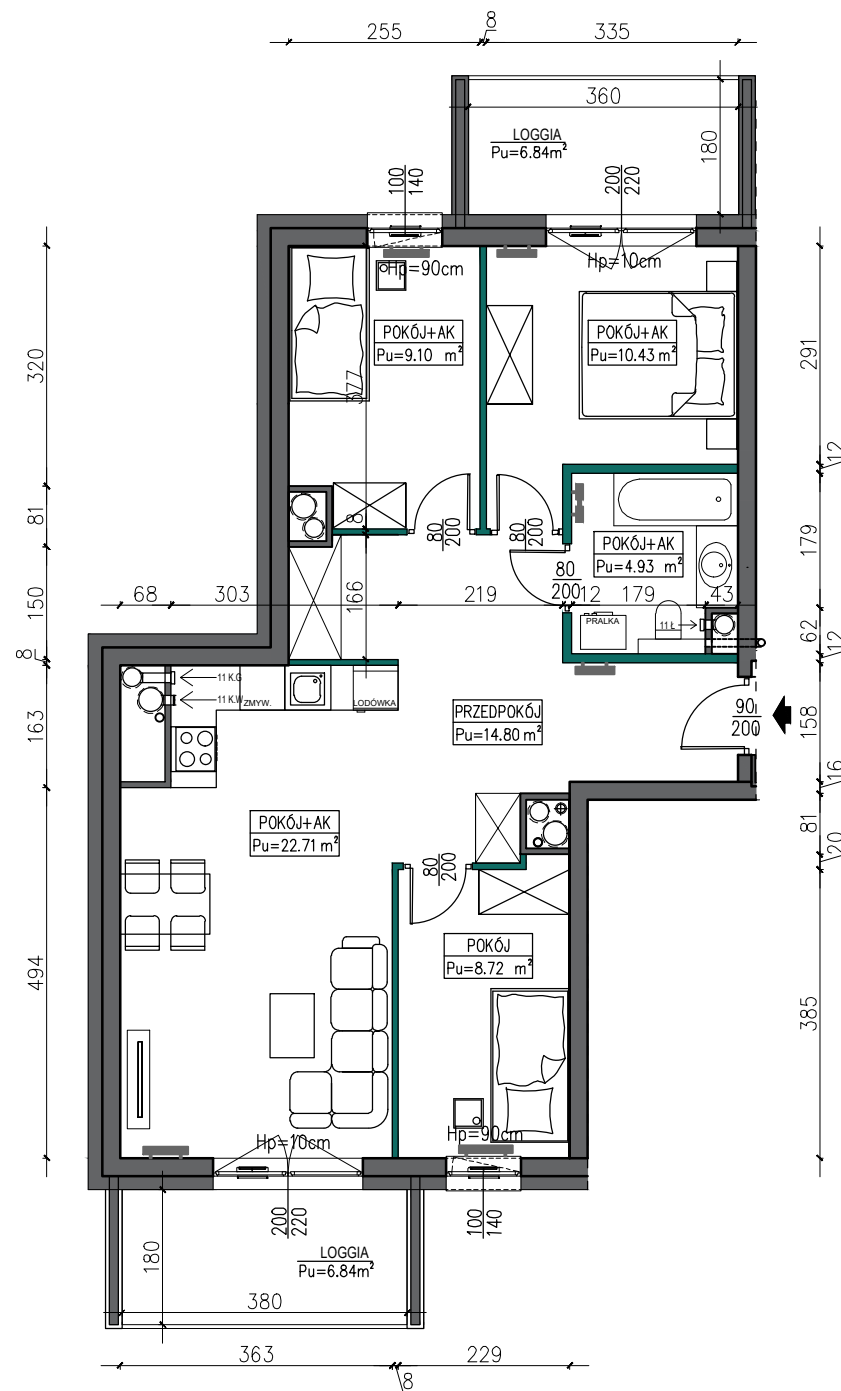 255
8
335
360
LOGGIA
Pu=6.84m²
180
100
140
200
220
Hp=90cm
Hp=10cm
POKÓJ+AK
Pu=9.10 m²
POKÓJ+AK
Pu=10.43 m²
320
377
291
12
81
8
80
200
80
200
POKÓJ+AK
Pu=4.93 m²
179
80
200
150
68
303
166
219
12
179
43
PRALKA
11Ł
62
12
8
11 K.G
11 K.W
ZMYW.
LODÓWKA
PRZEDPOKÓJ
Pu=14.80 m²
90
200
163
158
16
POKÓJ+AK
Pu=22.71 m²
81
20
80
200
POKÓJ
Pu=8.72 m²
494
385
Hp=10cm
Hp=90cm
200
220
100
140
180
LOGGIA
Pu=6.84m²
380
363
8
229